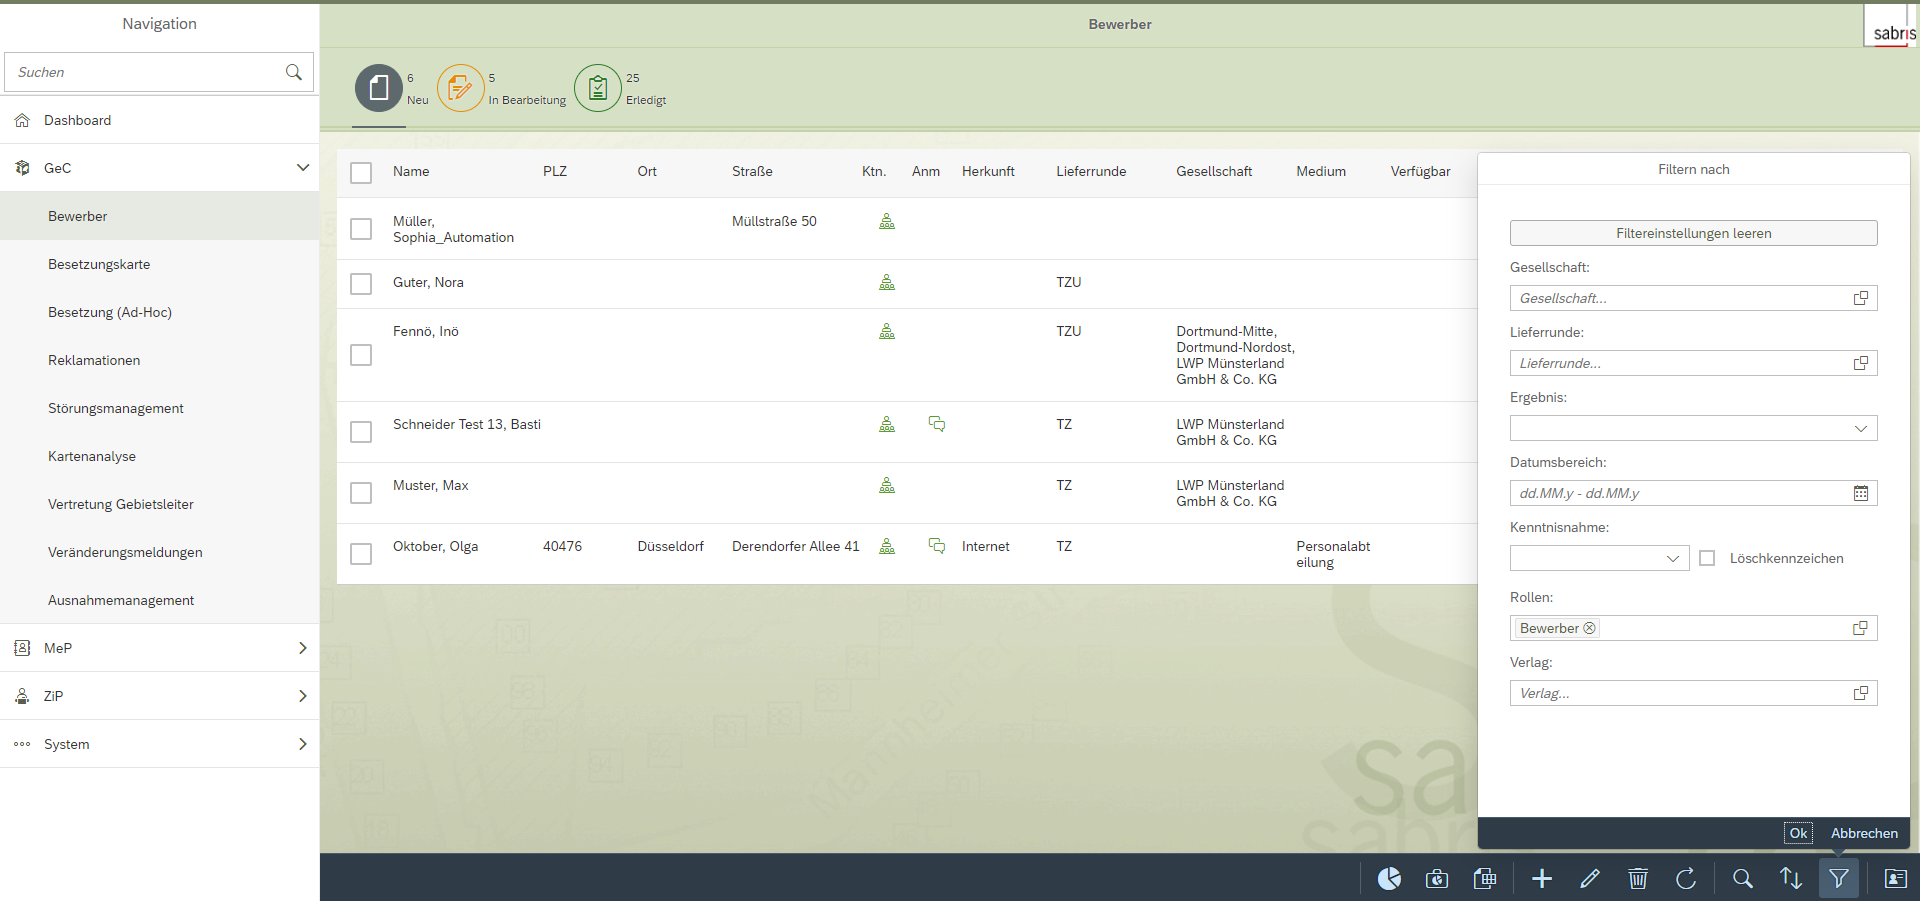 Navigation
Bewerber
sabris
Suchen
6
Neu
5
In Bearbeitung
25
Erledigt
Dashboard
GeC
Bewerber
Besetzungskarte
Besetzung (Ad-Hoc)
Reklamationen
Störungsmanagement
Kartenanalyse
Vertretung Gebietsleiter
Veränderungsmeldungen
Ausnahmemanagement
MeP
ZiP
System
Name PLZ Ort Straße Ktn. Anm Herkunft Lieferrunde Gesellschaft Medium Verfügbar
Müller, Müllstraße 50
Sophia_Automation
Guter, Nora TZU
Fennö, Inö TZU Dortmund-Mitte,
Dortmund-Nordost,
LWP Münsterland
GmbH & Co. KG
Schneider Test 13, Basti TZ LWP Münsterland
GmbH & Co. KG
Muster, Max TZ LWP Münsterland
GmbH & Co. KG
Oktober, Olga 40476 Düsseldorf Derendorfer Allee 41 Internet TZ Personalabt
eilung
Filtern nach
Filtereinstellungen leeren
Gesellschaft:
Gesellschaft...
Lieferrunde:
Lieferrunde...
Ergebnis:
Datumsbereich:
dd.MM.y - dd.MM.y
Kenntnisnahme:
Löschkennzeichen
Rollen:
Bewerber
Verlag:
Verlag...
Ok Abbrechen